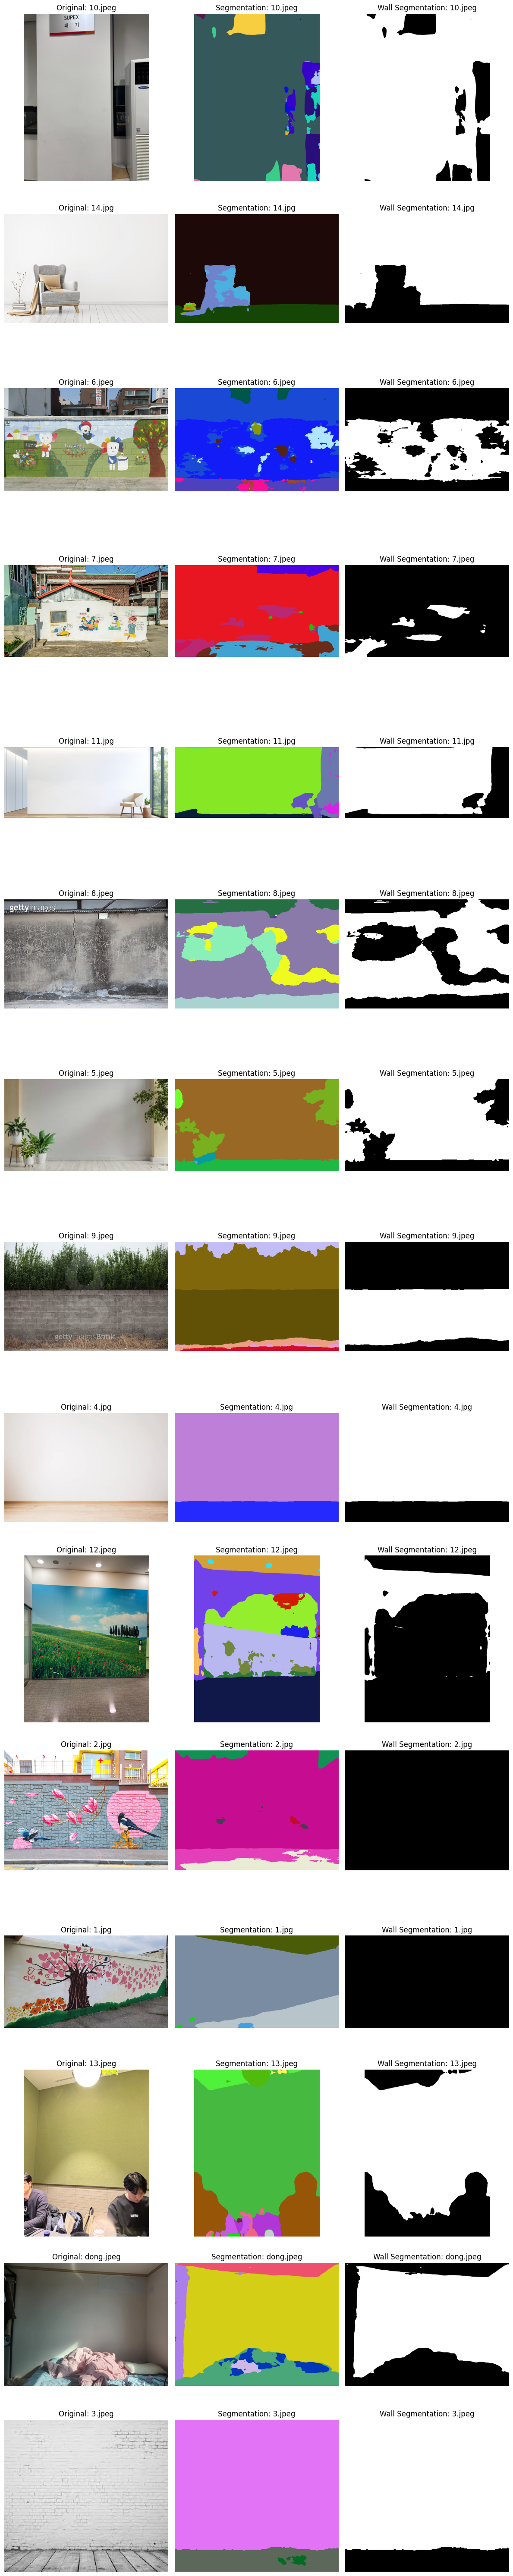 Original: 10.jpeg
Segmentation: 10.jpeg
Wall Segmentation: 10.jpeg
SUPEX
Original: 14.jpg
Segmentation: 14.jpg
Wall Segmentation: 14.jpg
Original: 6.jpeg
Segmentation: 6.jpeg
Wall Segmentation: 6.jpeg
Original: 7.jpeg
Segmentation: 7.jpeg
Wall Segmentation: 7.jpeg
Original: 11.jpg
Segmentation: 11.jpg
Wall Segmentation: 11.jpg
Original: 8.jpeg
Segmentation: 8.jpeg
Wall Segmentation: 8.jpeg
gettyimages
Original: 5.jpeg
Segmentation: 5.jpeg
Wall Segmentation: 5.jpeg
Original: 9.jpeg
Segmentation: 9.jpeg
Wall Segmentation: 9.jpeg
Original: 4.jpg
Segmentation: 4.jpg
Wall Segmentation: 4.jpg
Original: 12.jpeg
Segmentation: 12.jpeg
Wall Segmentation: 12.jpeg
Original: 2.jpg
Segmentation: 2.jpg
Wall Segmentation: 2.jpg
Original: 1.jpg
Segmentation: 1.jpg
Wall Segmentation: 1.jpg
Original: 13.jpeg
Segmentation: 13.jpeg
Wall Segmentation: 13.jpeg
Original: dong.jpeg
Segmentation: dong.jpeg
Wall Segmentation: dong.jpeg
Original: 3.jpeg
Segmentation: 3.jpeg
Wall Segmentation: 3.jpeg